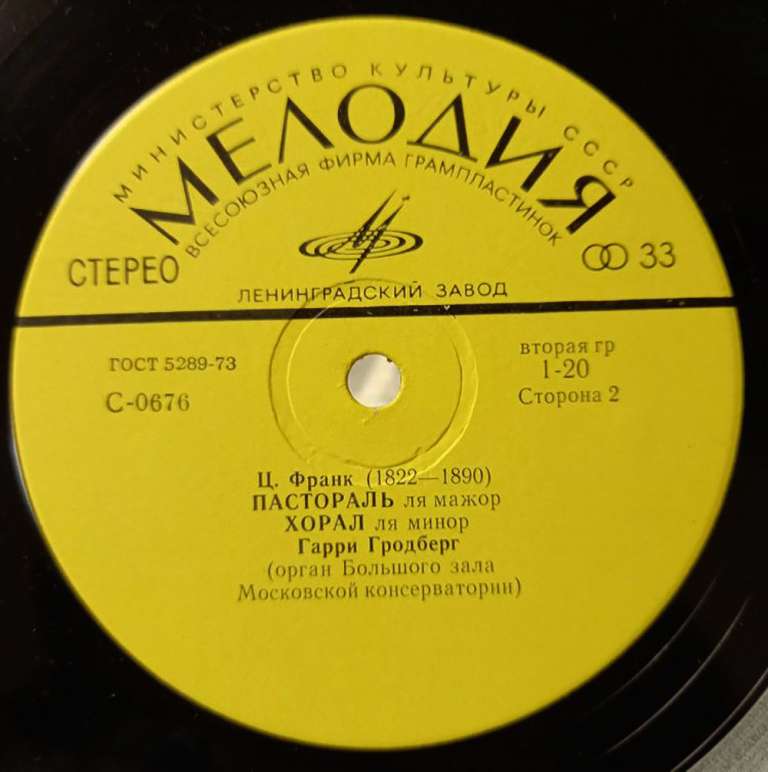 МИНИСТЕРСТВО КУЛЬТУРЫ СССР
МЕЛОДИЯ
ВСЕСОЮЗНАЯ ФИРМА ГРАМПЛАСТИНОК
СТЕРЕО
33
ЛЕНИНГРАДСКИЙ ЗАВОД
ГОСТ 5289-73
С-0676
вторая гр
1-20
Сторона 2
Ц. Франк (1822—1890)
ПАСТОРАЛЬ ля мажор
ХОРАЛ ля минор
Гарри Гродберг
(орган Большого зала
Московской консерватории)